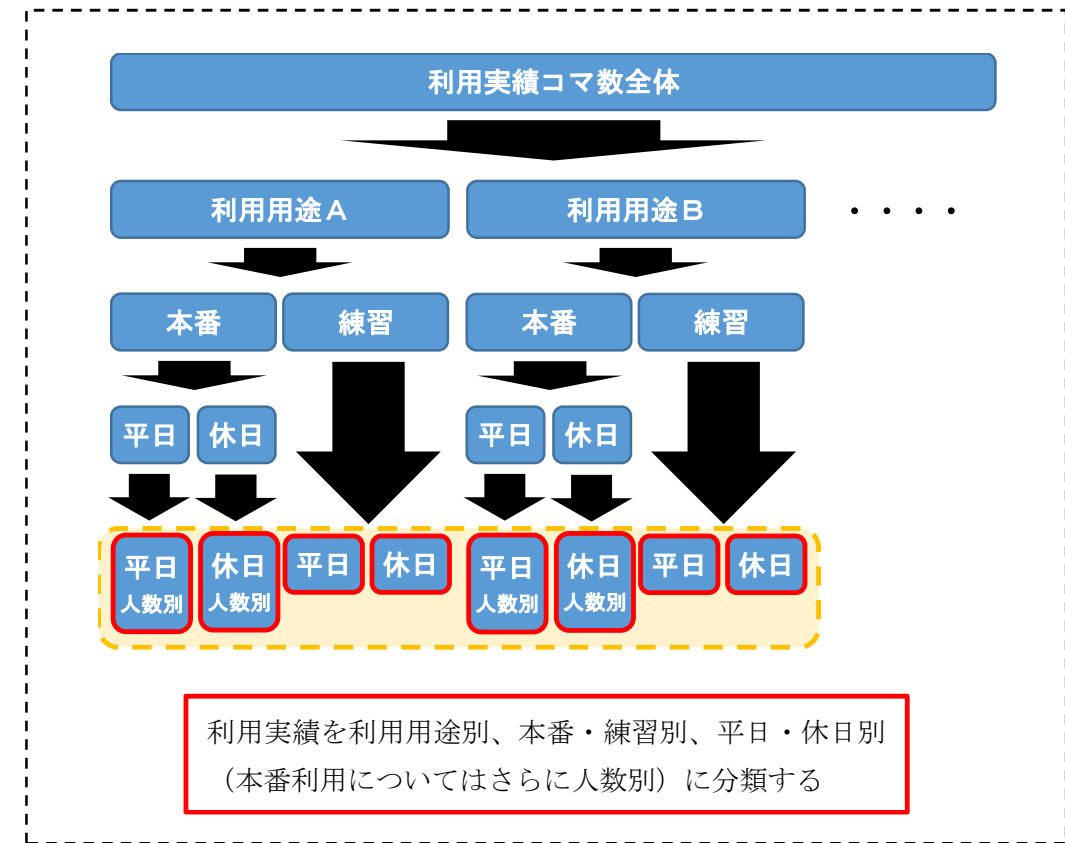 利用実績コマ数全体
利用用途A
利用用途B
・・・・
本番
練習
本番
練習
平日
休日
平日
休日
平日
人数別
休日
人数別
平日
休日
平日
人数別
休日
人数別
平日
休日
利用実績を利用用途別、本番・練習別、平日・休日別
（本番利用についてはさらに人数別）に分類する